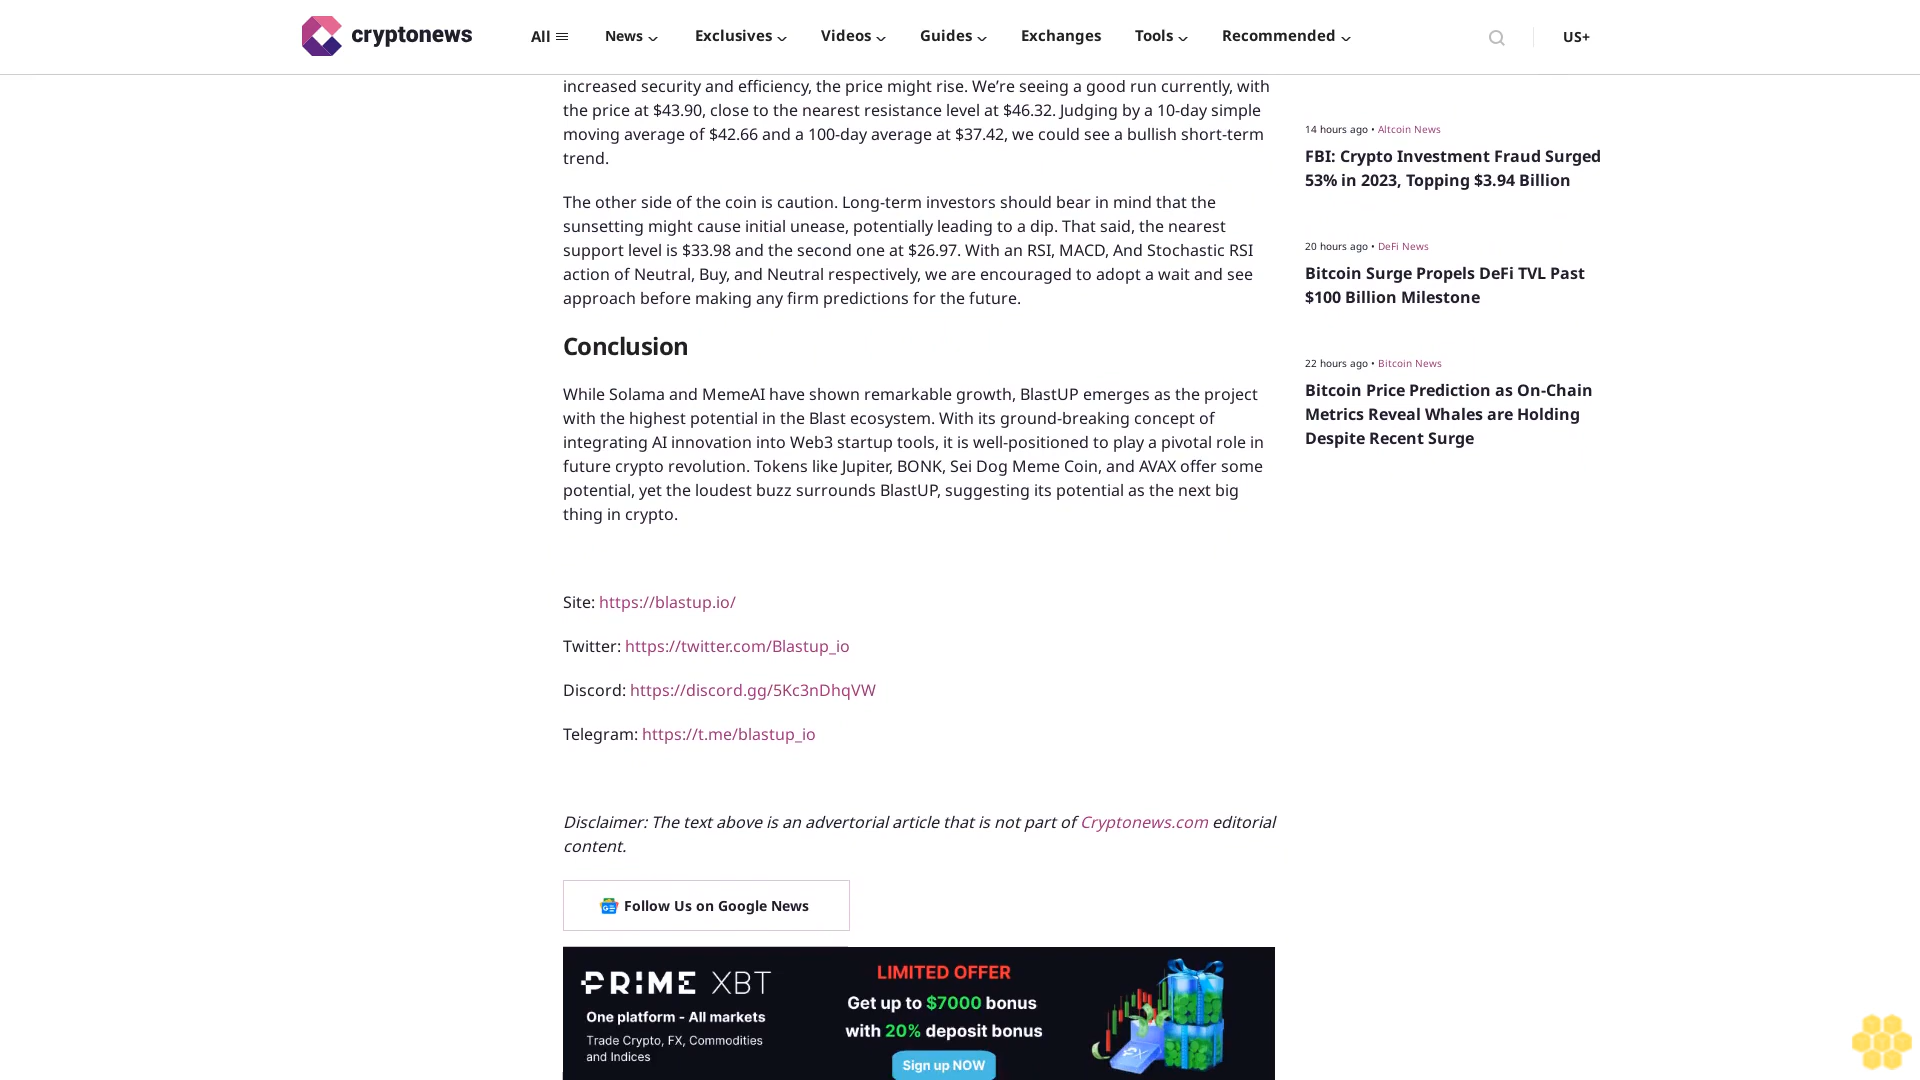 cryptonews
All
News
Exclusives
Videos
Guides
Exchanges
Tools
Recommended
US+
increased security and efficiency, the price might rise. We’re seeing a good run currently, with
the price at $43.90, close to the nearest resistance level at $46.32. Judging by a 10-day simple
moving average of $42.66 and a 100-day average at $37.42, we could see a bullish short-term
trend.
The other side of the coin is caution. Long-term investors should bear in mind that the
sunsetting might cause initial unease, potentially leading to a dip. That said, the nearest
support level is $33.98 and the second one at $26.97. With an RSI, MACD, And Stochastic RSI
action of Neutral, Buy, and Neutral respectively, we are encouraged to adopt a wait and see
approach before making any firm predictions for the future.
Conclusion
While Solama and MemeAI have shown remarkable growth, BlastUP emerges as the project
with the highest potential in the Blast ecosystem. With its ground-breaking concept of
integrating AI innovation into Web3 startup tools, it is well-positioned to play a pivotal role in
future crypto revolution. Tokens like Jupiter, BONK, Sei Dog Meme Coin, and AVAX offer some
potential, yet the loudest buzz surrounds BlastUP, suggesting its potential as the next big
thing in crypto.
Site: https://blastup.io/
Twitter: https://twitter.com/Blastup_io
Discord: https://discord.gg/5Kc3nDhqVW
Telegram: https://t.me/blastup_io
Disclaimer: The text above is an advertorial article that is not part of Cryptonews.com editorial
content.
Follow Us on Google News
PRIME XBT
One platform - All markets
Trade Crypto, FX, Commodities
and Indices
LIMITED OFFER
Get up to $7000 bonus
with 20% deposit bonus
Sign up NOW
14 hours ago • Altcoin News
FBI: Crypto Investment Fraud Surged
53% in 2023, Topping $3.94 Billion
20 hours ago • DeFi News
Bitcoin Surge Propels DeFi TVL Past
$100 Billion Milestone
22 hours ago • Bitcoin News
Bitcoin Price Prediction as On-Chain
Metrics Reveal Whales are Holding
Despite Recent Surge